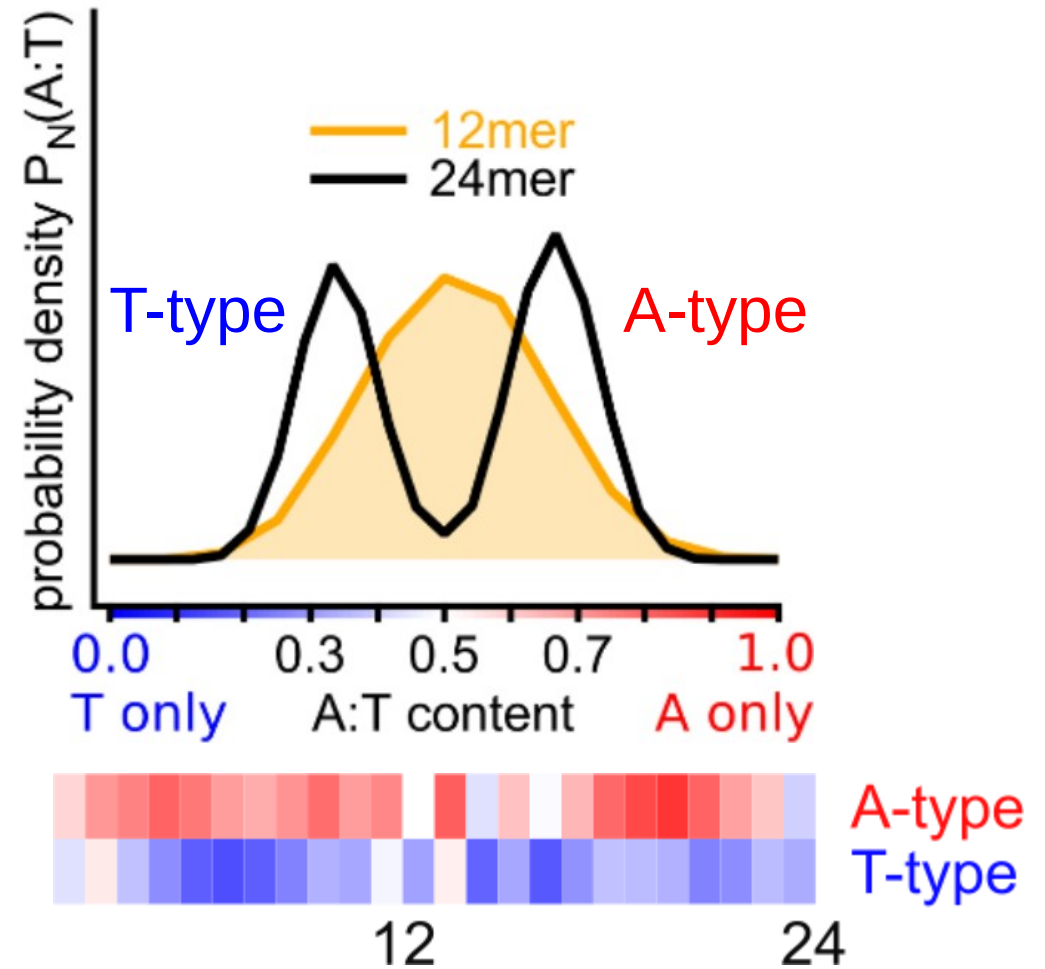 probability density P_N(A:T)
12mer
24mer
T-type
A-type
0.0 0.3 0.5 0.7 1.0
T only A:T content A only
A-type
T-type
12 24